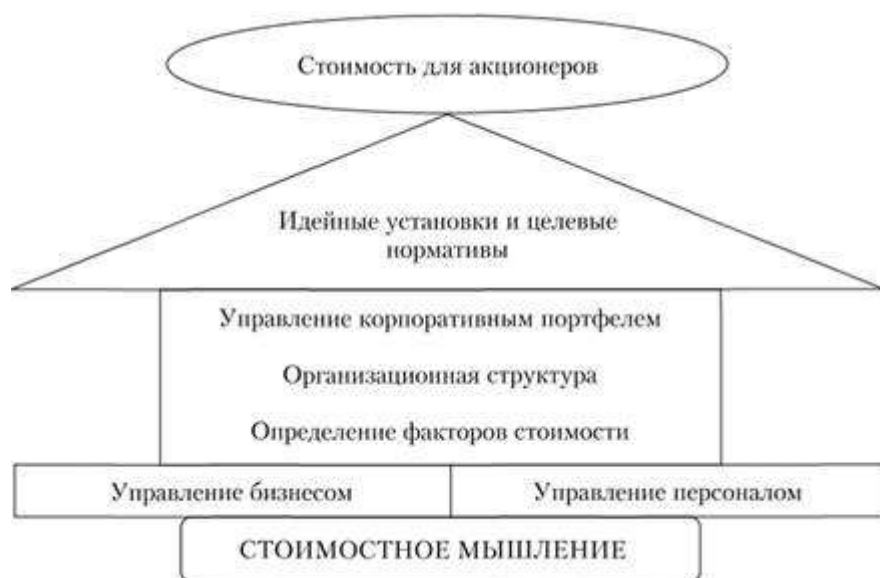 Стоимость для акционеров
Идейные установки и целевые
нормативы
Управление корпоративным портфелем
Организационная структура
Определение факторов стоимости
Управление бизнесом
Управление персоналом
СТОИМОСТНОЕ МЫШЛЕНИЕ